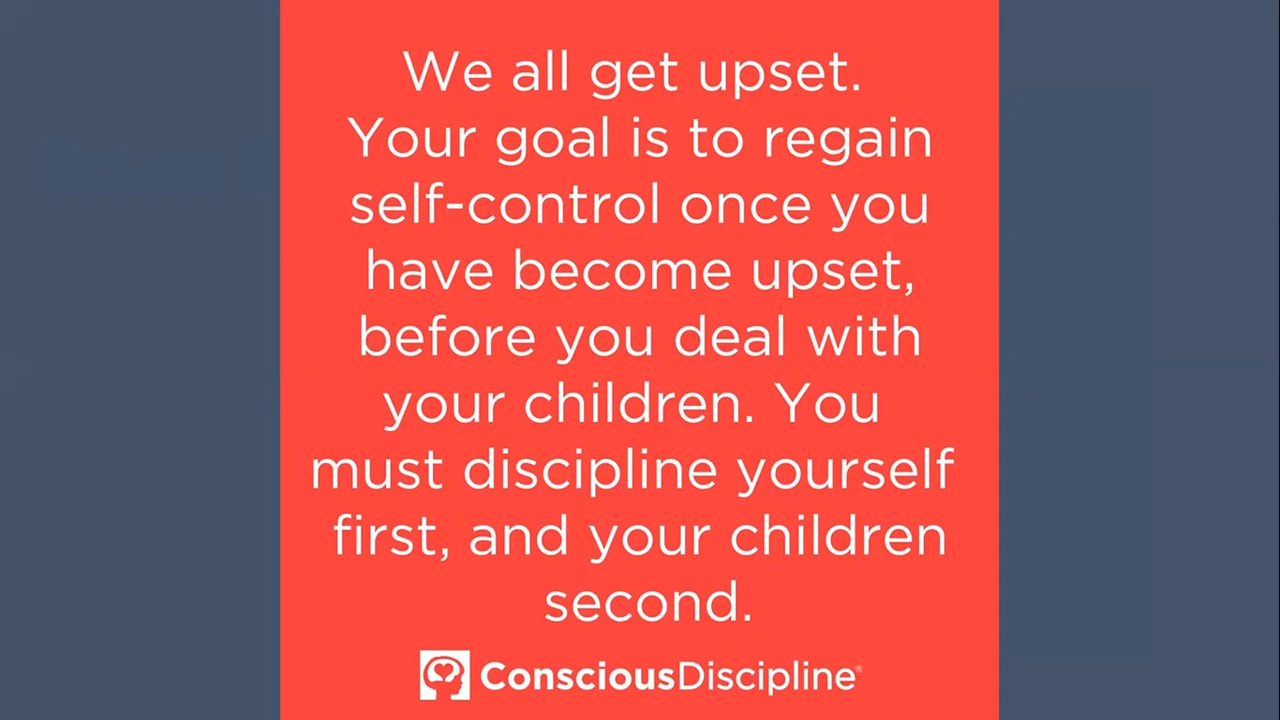 We all get upset.
Your goal is to regain
self-control once you
have become upset,
before you deal with
your children. You
must discipline yourself
first, and your children
second.
ConsciousDiscipline®